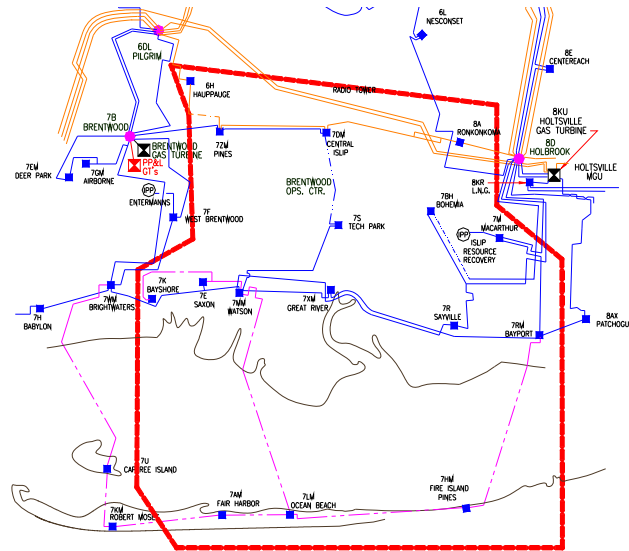 6L
NESCONSET
6DL
PILGRIM
8E
CENTEREACH
6H
HAUPPAUGE
RADIO TOWER
8KU
HOLTSVILLE
GAS TURBINE
7B
BRENTWOOD
8A
RONKONKOMA
8D
HOLBROOK
7ZW
PINES
7DM
CENTRAL
ISLIP
BRENTWOOD
GAS TURBINE
PP&L
GT's
7EM
DEER PARK
7GM
AIRBORNE
HOLTSVILLE
MGU
8KR
L.N.G.
IPP
ENTERMANNS
BRENTWOOD
OPS. CTR.
7BH
BOHEMIA
7F
WEST BRENTWOOD
7S
TECH PARK
7M
MACARTHUR
IPP
ISLIP
RESOURCE
RECOVERY
7WM
BRIGHTWATERS
7K
BAYSHORE
7E
SAXON
7NW
WATSON
7XM
GREAT RIVER
7H
BABYLON
7R
SAYVILLE
7RM
BAYPORT
8AX
PATCHOGU
7U
CAPTREE ISLAND
7KM
ROBERT MOSES
7AM
FAIR HARBOR
7LM
OCEAN BEACH
7HM
FIRE ISLAND
PINES